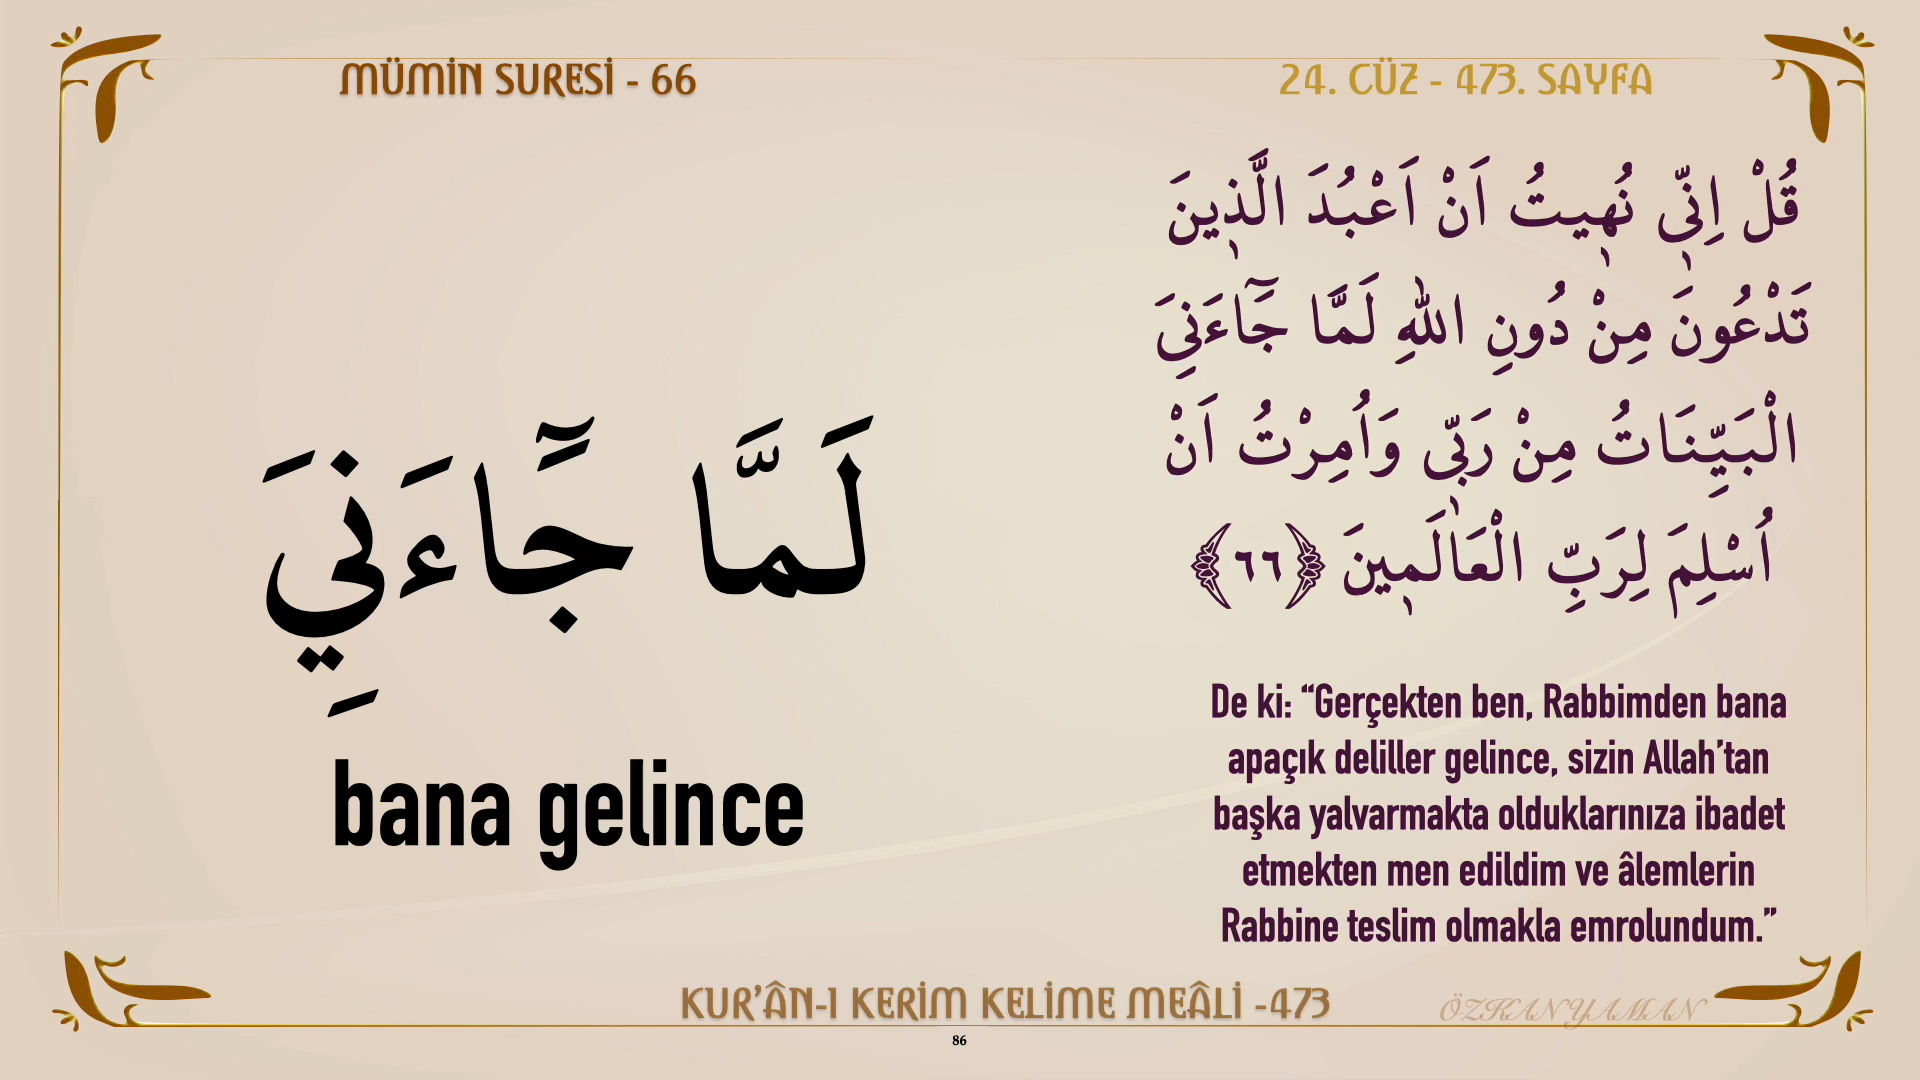 MÜMİN SURESİ - 66
24. CÜZ - 473. SAYFA
لَمَّا جَٓاءَنِيَ
bana gelince
قُلْ اِنّ۪ي نُه۪يتُ اَنْ اَعْبُدَ الَّذ۪ينَ
تَدْعُونَ مِنْ دُونِ اللّٰهِ لَمَّا جَٓاءَنِيَ
الْبَيِّنَاتُ مِنْ رَبّ۪ي وَاُمِرْتُ اَنْ
اُسْلِمَ لِرَبِّ الْعَالَم۪ينَ ﴿٦٦﴾
De ki: “Gerçekten ben, Rabbimden bana
apaçık deliller gelince, sizin Allah’tan
başka yalvarmakta olduklarınıza ibadet
etmekten men edildim ve âlemlerin
Rabbine teslim olmakla emrolundum.”
KUR’ÂN-I KERİM KELİME MEÂLİ -473
ÖZKAN YAMAN
86